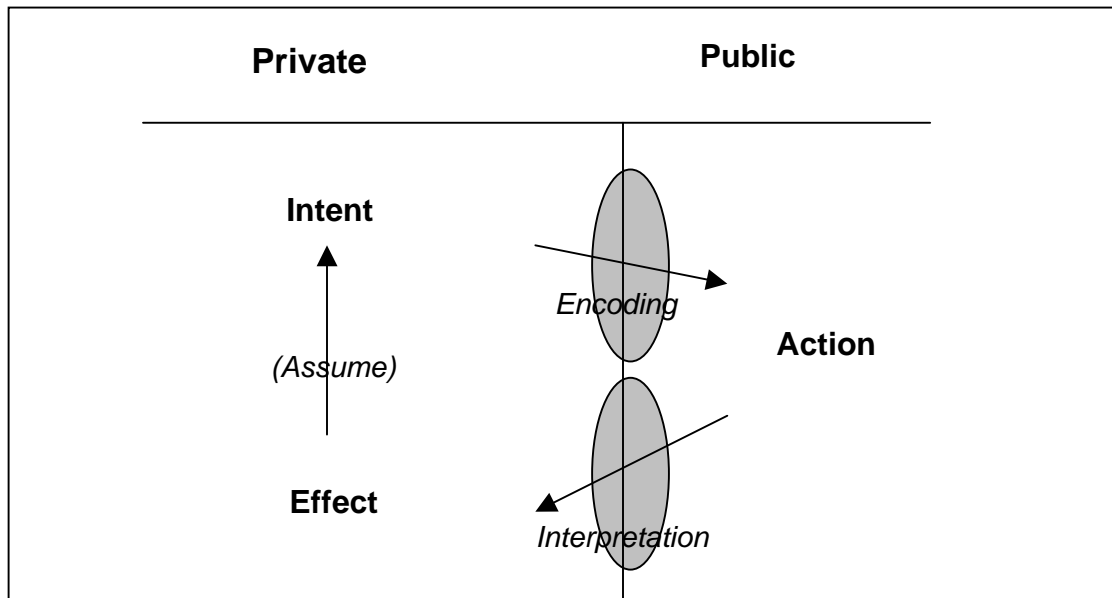 Private
Public
Intent
Encoding
(Assume)
Action
Effect
Interpretation